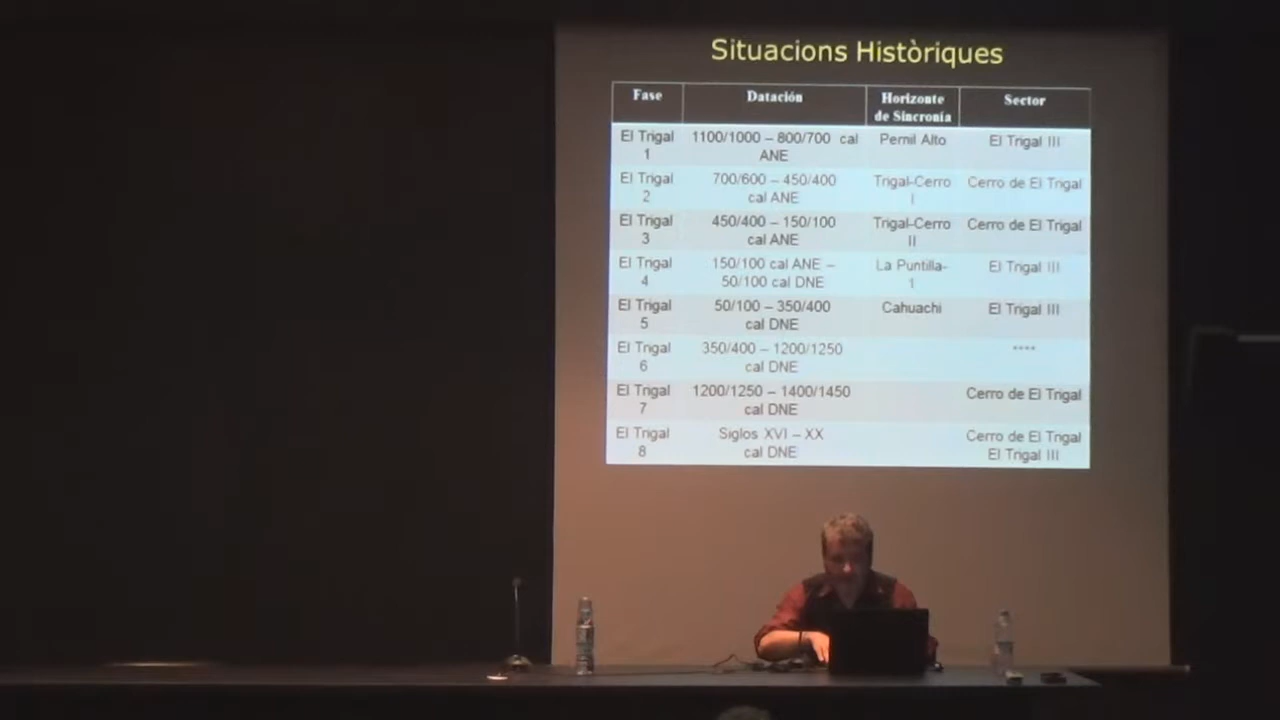 Situacions Històriques
Fase Datación Horizonte de Sincronía Sector
El Trigal 1 1100/1000 – 800/700 cal ANE Pernil Alto El Trigal III
El Trigal 2 700/600 – 450/400 cal ANE Trigal-Cerro I Cerro de El Trigal
El Trigal 3 450/400 – 150/100 cal ANE Trigal-Cerro II Cerro de El Trigal
El Trigal 4 150/100 cal ANE – 50/100 cal DNE La Puntilla-1 El Trigal III
El Trigal 5 50/100 – 350/400 cal DNE Cahuachi El Trigal III
El Trigal 6 350/400 – 1200/1250 cal DNE ****
El Trigal 7 1200/1250 – 1400/1450 cal DNE Cerro de El Trigal
El Trigal 8 Siglos XVI – XX cal DNE Cerro de El Trigal El Trigal III